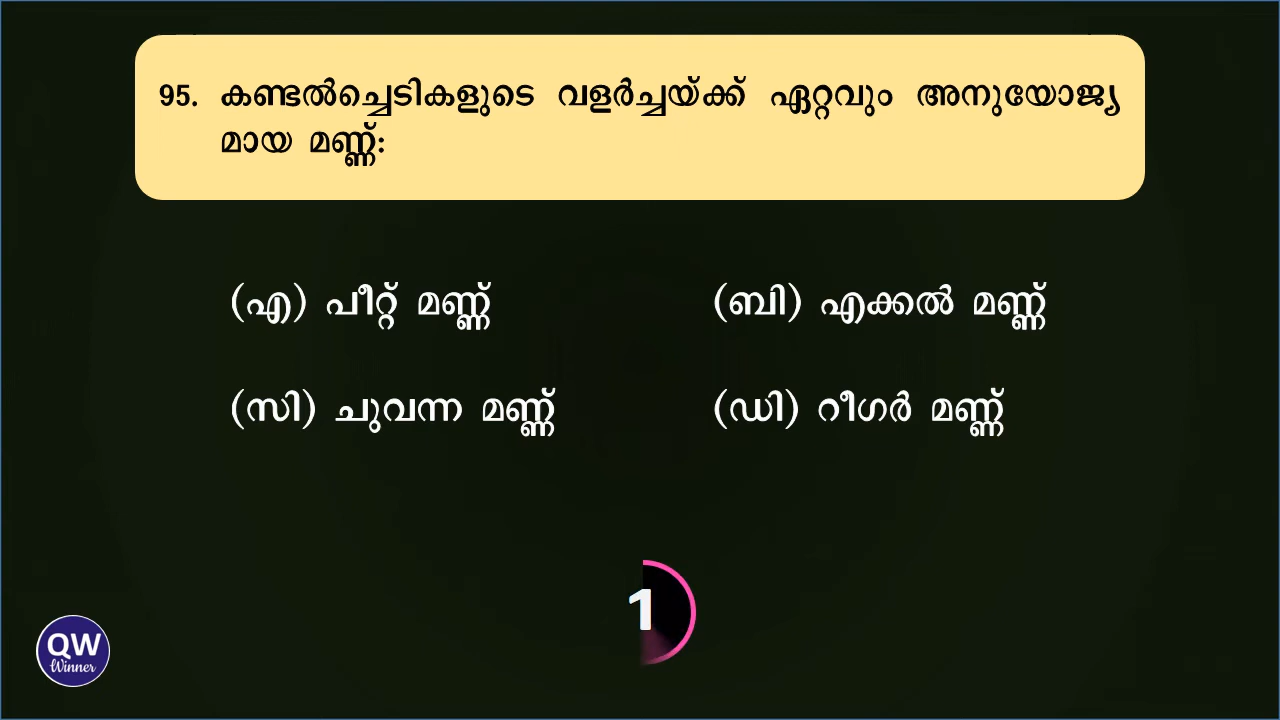 95. കണ്ടൽച്ചെടികളുടെ വളർച്ചയ്ക്ക് ഏറ്റവും അനുയോജ്യ
മായ മണ്ണ്:
(എ) പീറ്റ് മണ്ണ് (ബി) എക്കൽ മണ്ണ്
(സി) ചുവന്ന മണ്ണ് (ഡി) റീഗർ മണ്ണ്
1
QW
Winner